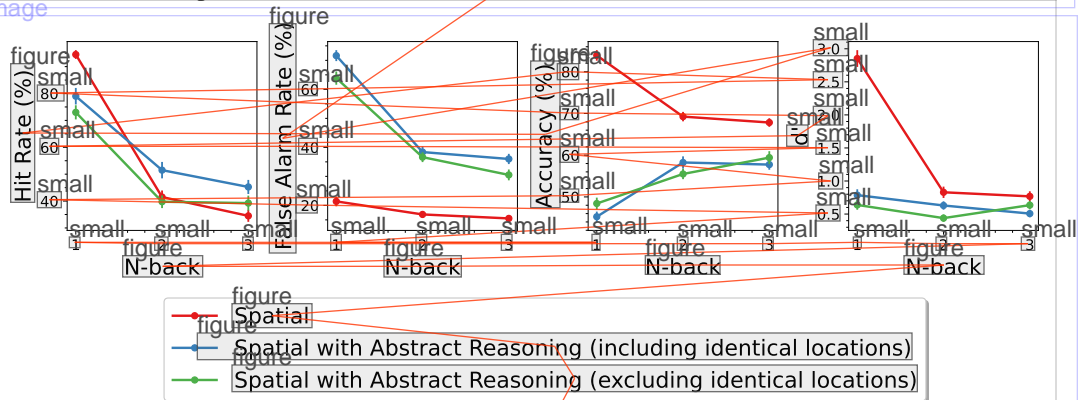 mage
figure figure figure small
figure small small small small
Hit Rate (%) 80 60 40
small small small
False Alarm Rate (%) 60 40 20
small small
Accuracy (%) 80 70 60 50
small small small small
d' 3.0 2.5 2.0 1.5 1.0 0.5
small small small small small small
small small small small small small small small small small small
1 2 3 1 2 3 1 2 3 1 2 3
figure figure figure figure
N-back N-back N-back N-back
figure
Spatial
figure
Spatial with Abstract Reasoning (including identical locations)
figure
Spatial with Abstract Reasoning (excluding identical locations)